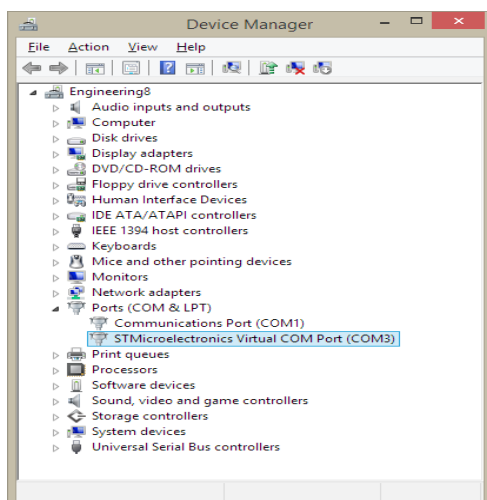 Device Manager
File Action View Help
Engineering8
Audio inputs and outputs
Computer
Disk drives
Display adapters
DVD/CD-ROM drives
Floppy drive controllers
Human Interface Devices
IDE ATA/ATAPI controllers
IEEE 1394 host controllers
Keyboards
Mice and other pointing devices
Monitors
Network adapters
Ports (COM & LPT)
Communications Port (COM1)
STMicroelectronics Virtual COM Port (COM3)
Print queues
Processors
Software devices
Sound, video and game controllers
Storage controllers
System devices
Universal Serial Bus controllers